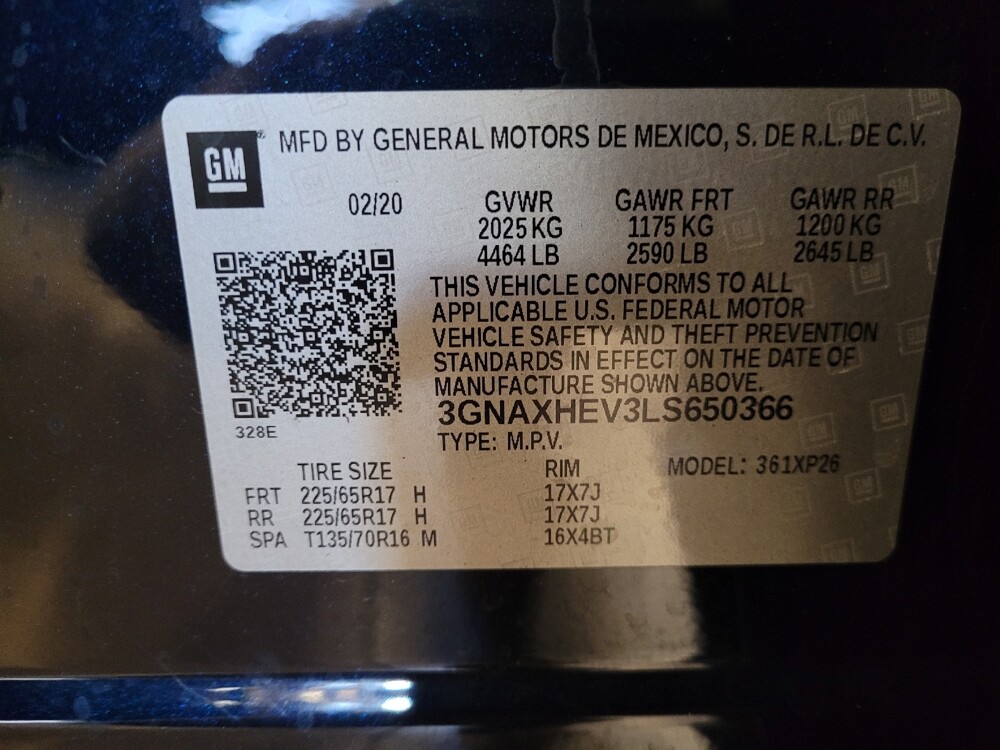 GM MFD BY GENERAL MOTORS DE MEXICO, S. DE R.L. DE C.V.
02/20 GVWR GAWR FRT GAWR RR
2025 KG 1175 KG 1200 KG
4464 LB 2590 LB 2645 LB
THIS VEHICLE CONFORMS TO ALL
APPLICABLE U.S. FEDERAL MOTOR
VEHICLE SAFETY AND THEFT PREVENTION
STANDARDS IN EFFECT ON THE DATE OF
MANUFACTURE SHOWN ABOVE.
3GNAXHEV3LS650366
328E
TYPE: M.P.V.
TIRE SIZE RIM MODEL: 361XP26
FRT 225/65R17 H 17X7J
RR 225/65R17 H 17X7J
SPA T135/70R16 M 16X4BT